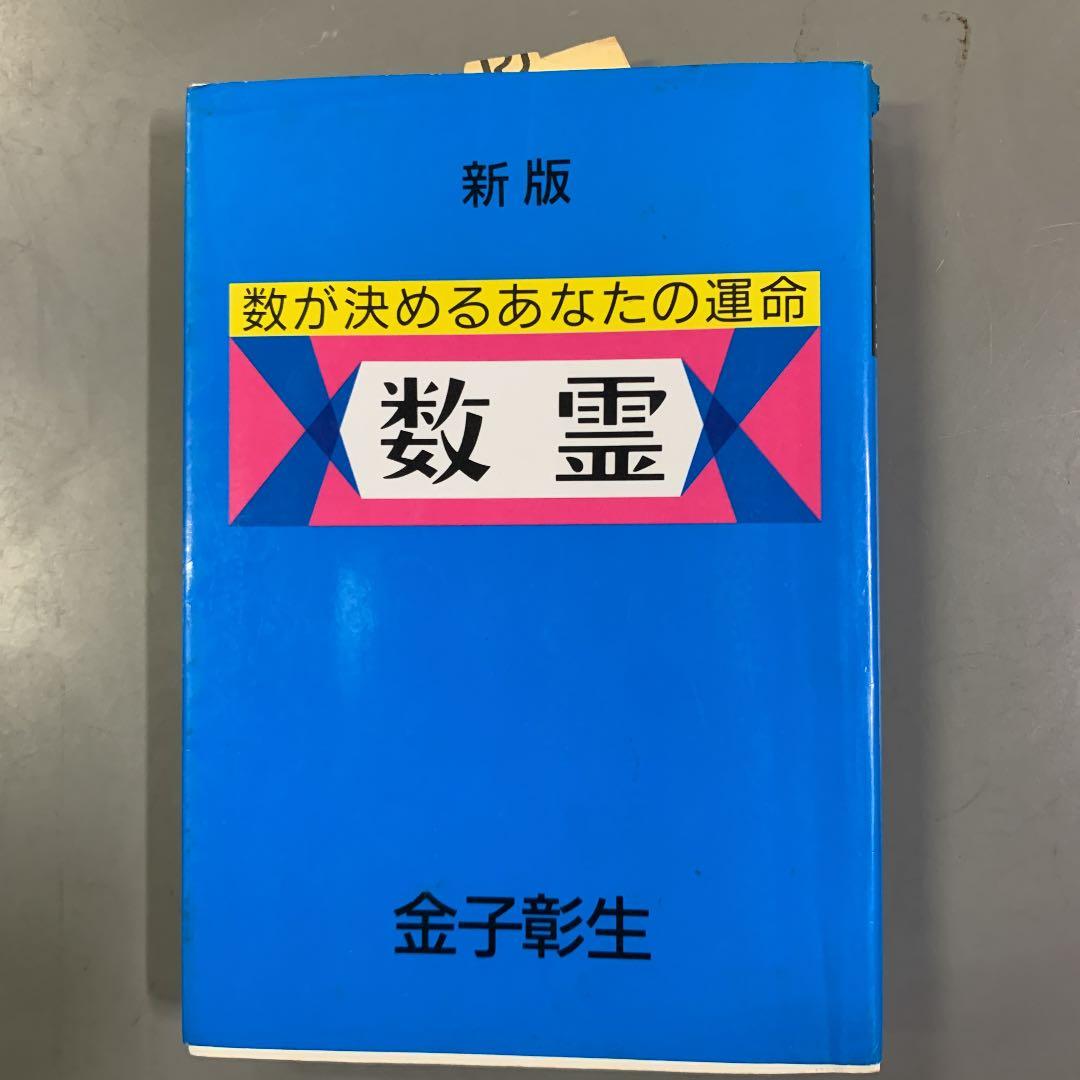 新版
数が決めるあなたの運命
数霊
金子彰生